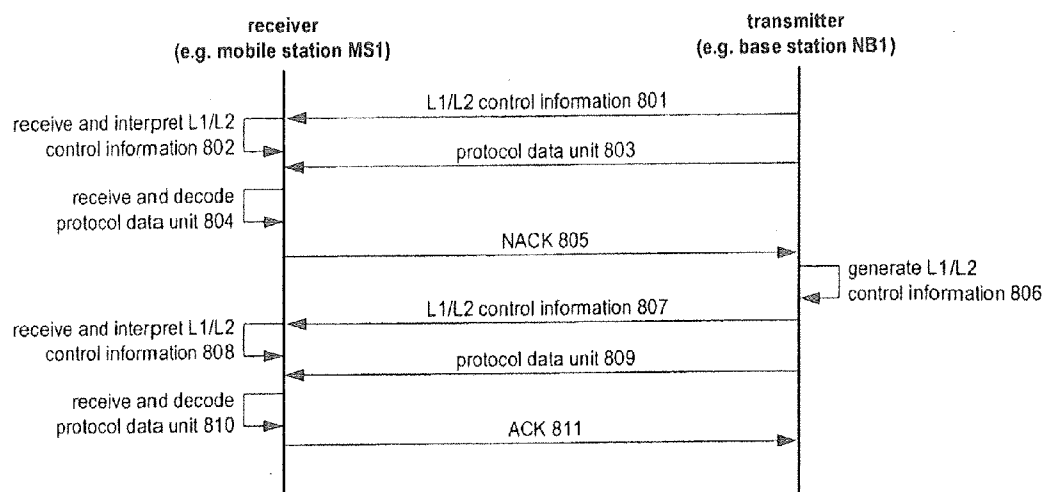 receiver
(e.g. mobile station MS1)
transmitter
(e.g. base station NB1)
L1/L2 control information 801
receive and interpret L1/L2
control information 802
protocol data unit 803
receive and decode
protocol data unit 804
NACK 805
generate L1/L2
control information 806
L1/L2 control information 807
receive and interpret L1/L2
control information 808
protocol data unit 809
receive and decode
protocol data unit 810
ACK 811